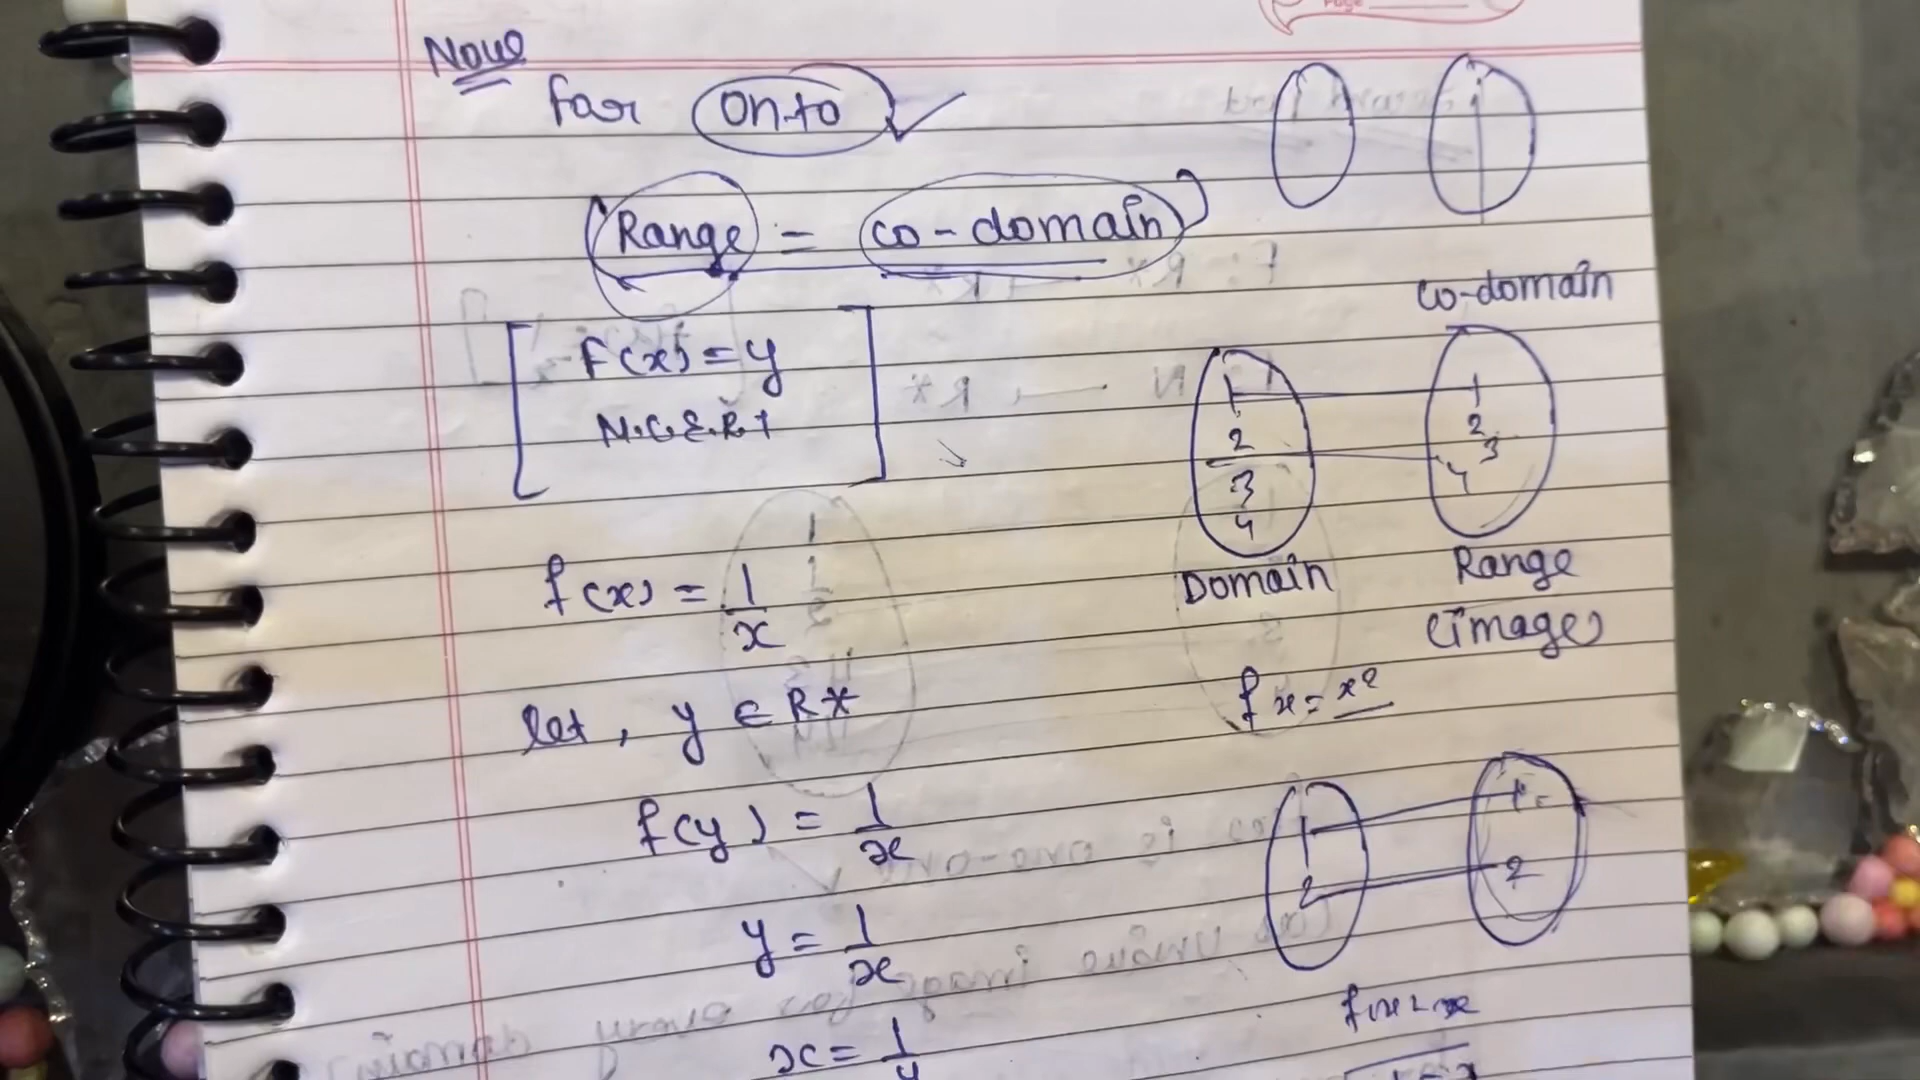 Now
For onto
Range = co-domain
F(x) = y
N.C.E.R.T
f(x) = 1/x
let, y ∈ R*
f(y) = 1/x
y = 1/x
x = 1/y
co-domain
1 1
2 2
3 3
4 4
Domain Range
(image)
f x = x²
1 1
2 2